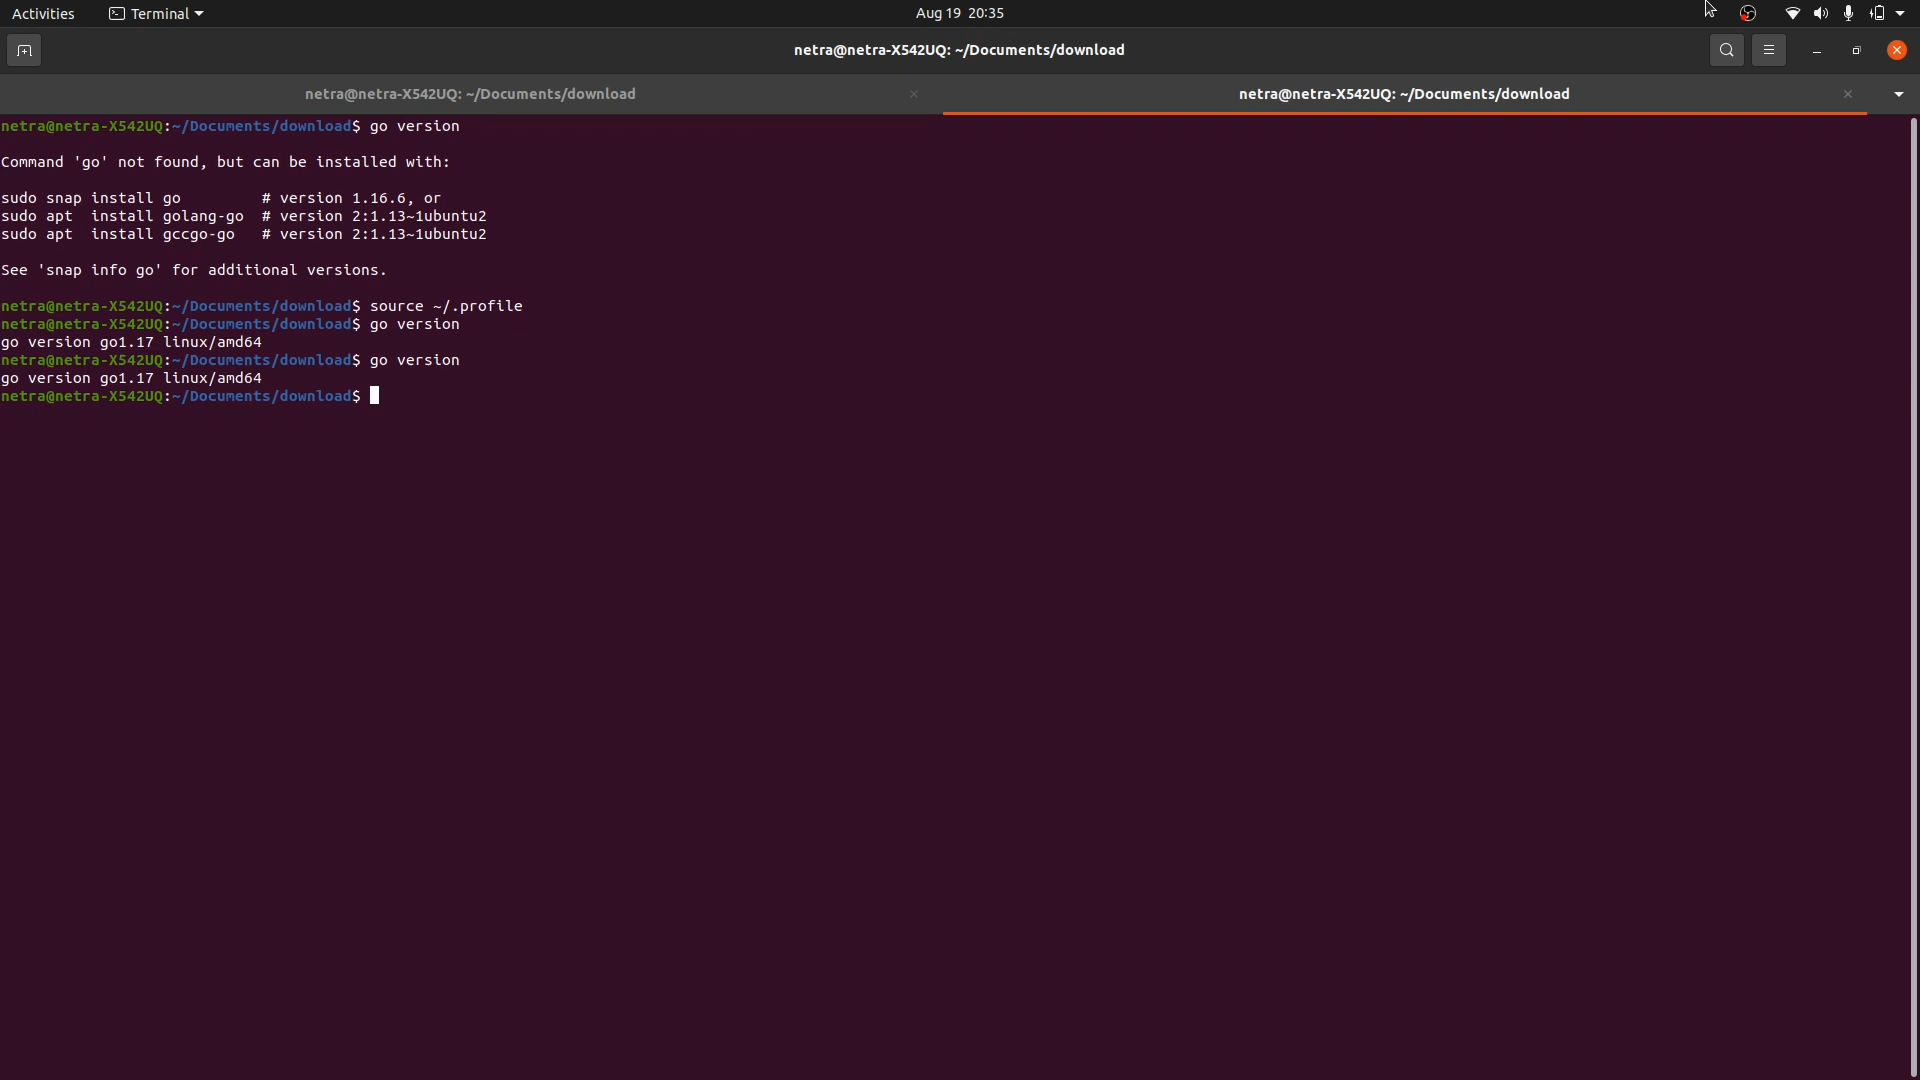 Activities Terminal Aug 19 20:35
netra@netra-X542UQ: ~/Documents/download
netra@netra-X542UQ: ~/Documents/download netra@netra-X542UQ: ~/Documents/download
netra@netra-X542UQ:~/Documents/download$ go version
Command 'go' not found, but can be installed with:
sudo snap install go         # version 1.16.6, or
sudo apt  install golang-go  # version 2:1.13~1ubuntu2
sudo apt  install gccgo-go   # version 2:1.13~1ubuntu2
See 'snap info go' for additional versions.
netra@netra-X542UQ:~/Documents/download$ source ~/.profile
netra@netra-X542UQ:~/Documents/download$ go version
go version go1.17 linux/amd64
netra@netra-X542UQ:~/Documents/download$ go version
go version go1.17 linux/amd64
netra@netra-X542UQ:~/Documents/download$